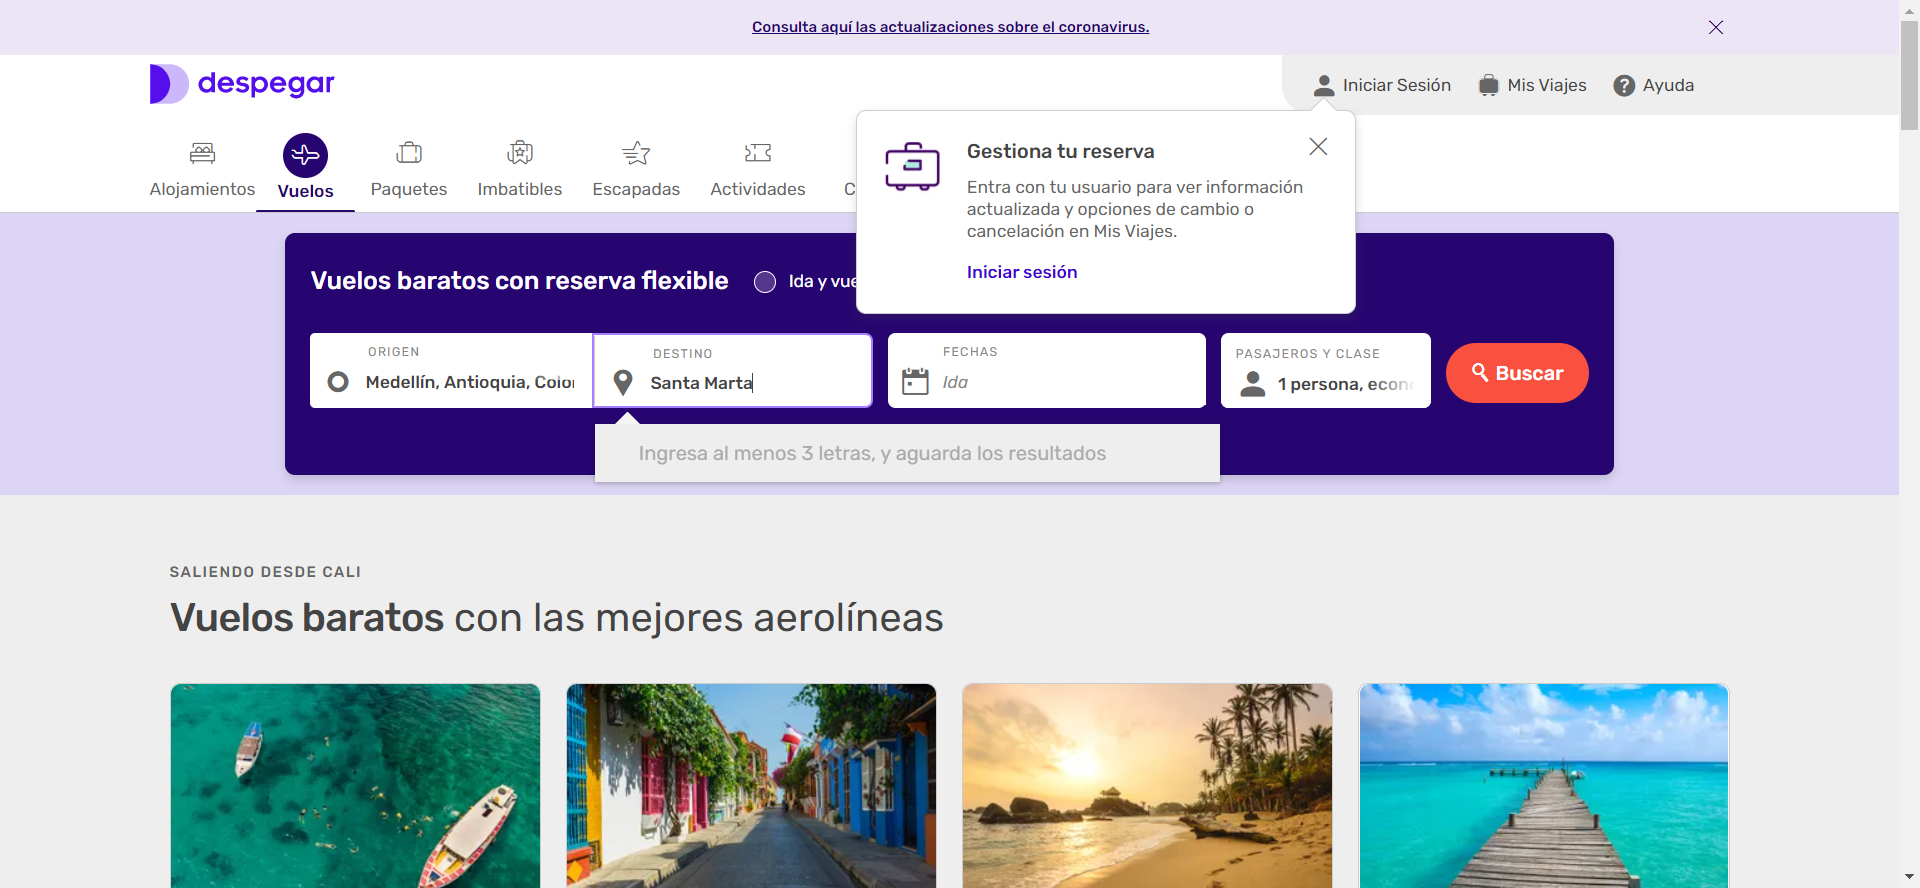 Consulta aquí las actualizaciones sobre el coronavirus.
despegar
Iniciar Sesión
Mis Viajes
Ayuda
Alojamientos
Vuelos
Paquetes
Imbatibles
Escapadas
Actividades
C
Gestiona tu reserva
Entra con tu usuario para ver información
actualizada y opciones de cambio o
cancelación en Mis Viajes.
Iniciar sesión
Vuelos baratos con reserva flexible
Ida y vue
ORIGEN
Medellín, Antioquia, Color
DESTINO
Santa Marta
FECHAS
Ida
PASAJEROS Y CLASE
1 persona, econ
Buscar
Ingresa al menos 3 letras, y aguarda los resultados
SALIENDO DESDE CALI
Vuelos baratos con las mejores aerolíneas